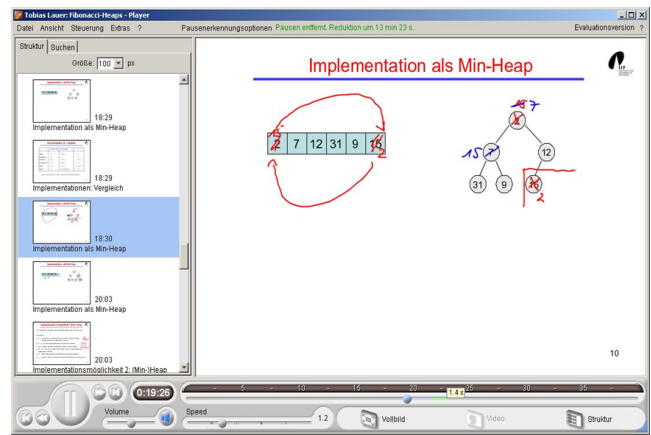 Tobias Lauer: Fibonacci-Heaps - Player
Datei Ansicht Steuerung Extras ?
Pausenerkennungsoptionen Pausen entfernt. Reduktion um 13 min 23 s.
Evaluationsversion ?
Struktur Suchen
Größe: 100 px
18:29
Implementation als Min-Heap
18:29
Implementationen: Vergleich
18:30
Implementation als Min-Heap
20:03
Implementation als Min-Heap
20:03
Implementationsmöglichkeit 2: (Min-)Heap
Implementation als Min-Heap
15
2 7 12 31 9 15
2
15 7
2
15 7 12
31 9 15
2
10
0:19:26
5 10 15 20 25 30 35
1.4 x
Volume
Speed
1.2
Vollbild
Video
Struktur